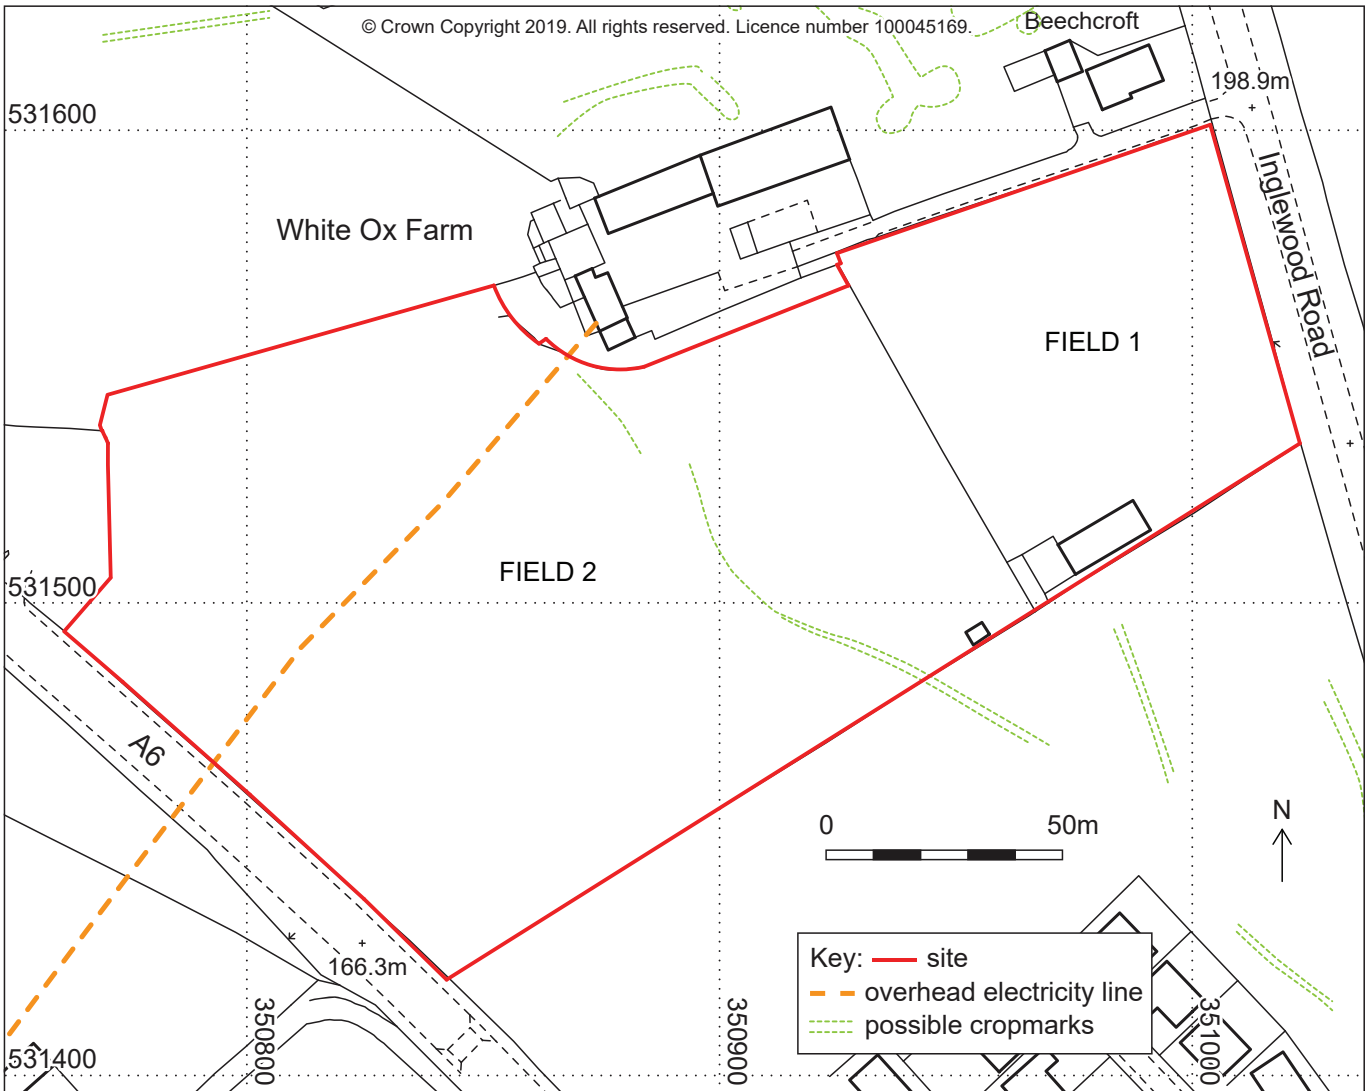 © Crown Copyright 2019. All rights reserved. Licence number 100045169.
Beechcroft
198.9m
531600
Inglewood Road
White Ox Farm
FIELD 1
FIELD 2
531500
A6
0 50m
N
166.3m
Key: site
overhead electricity line
possible cropmarks
350800
350900
351000
531400